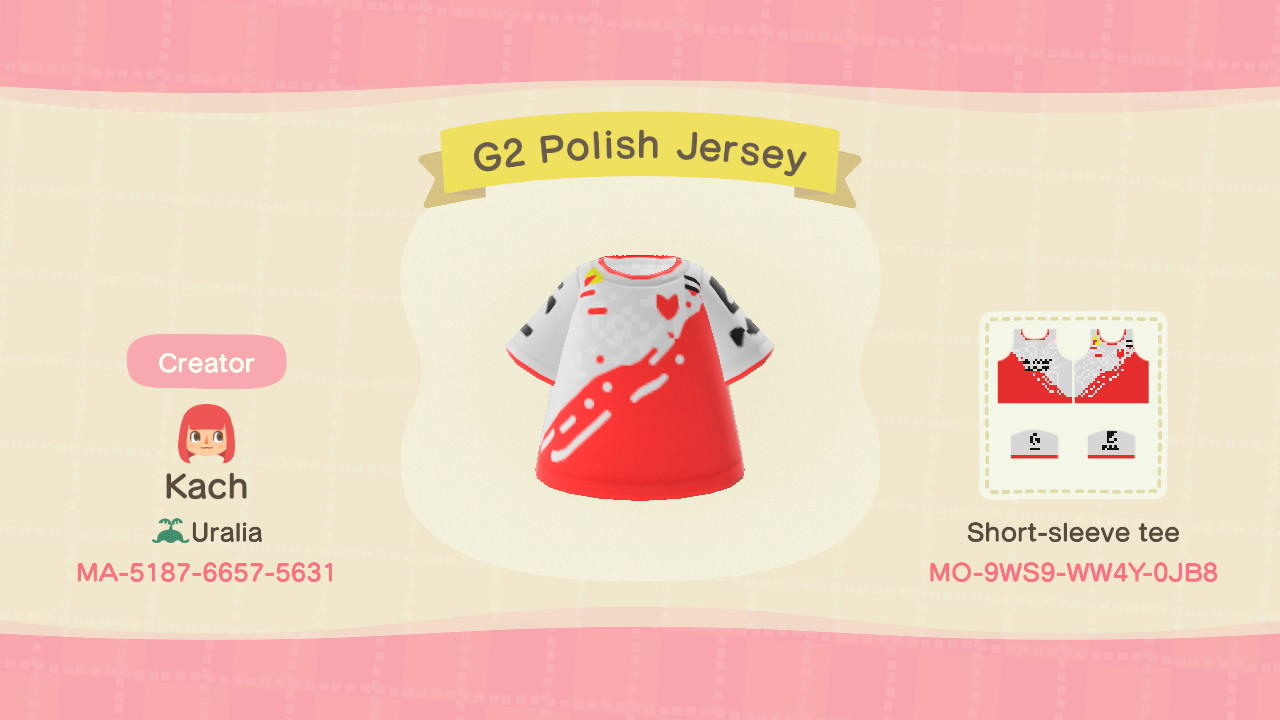 G2 Polish Jersey
Creator
Kach
Uralia
MA-5187-6657-5631
Short-sleeve tee
MO-9WS9-WW4Y-0JB8